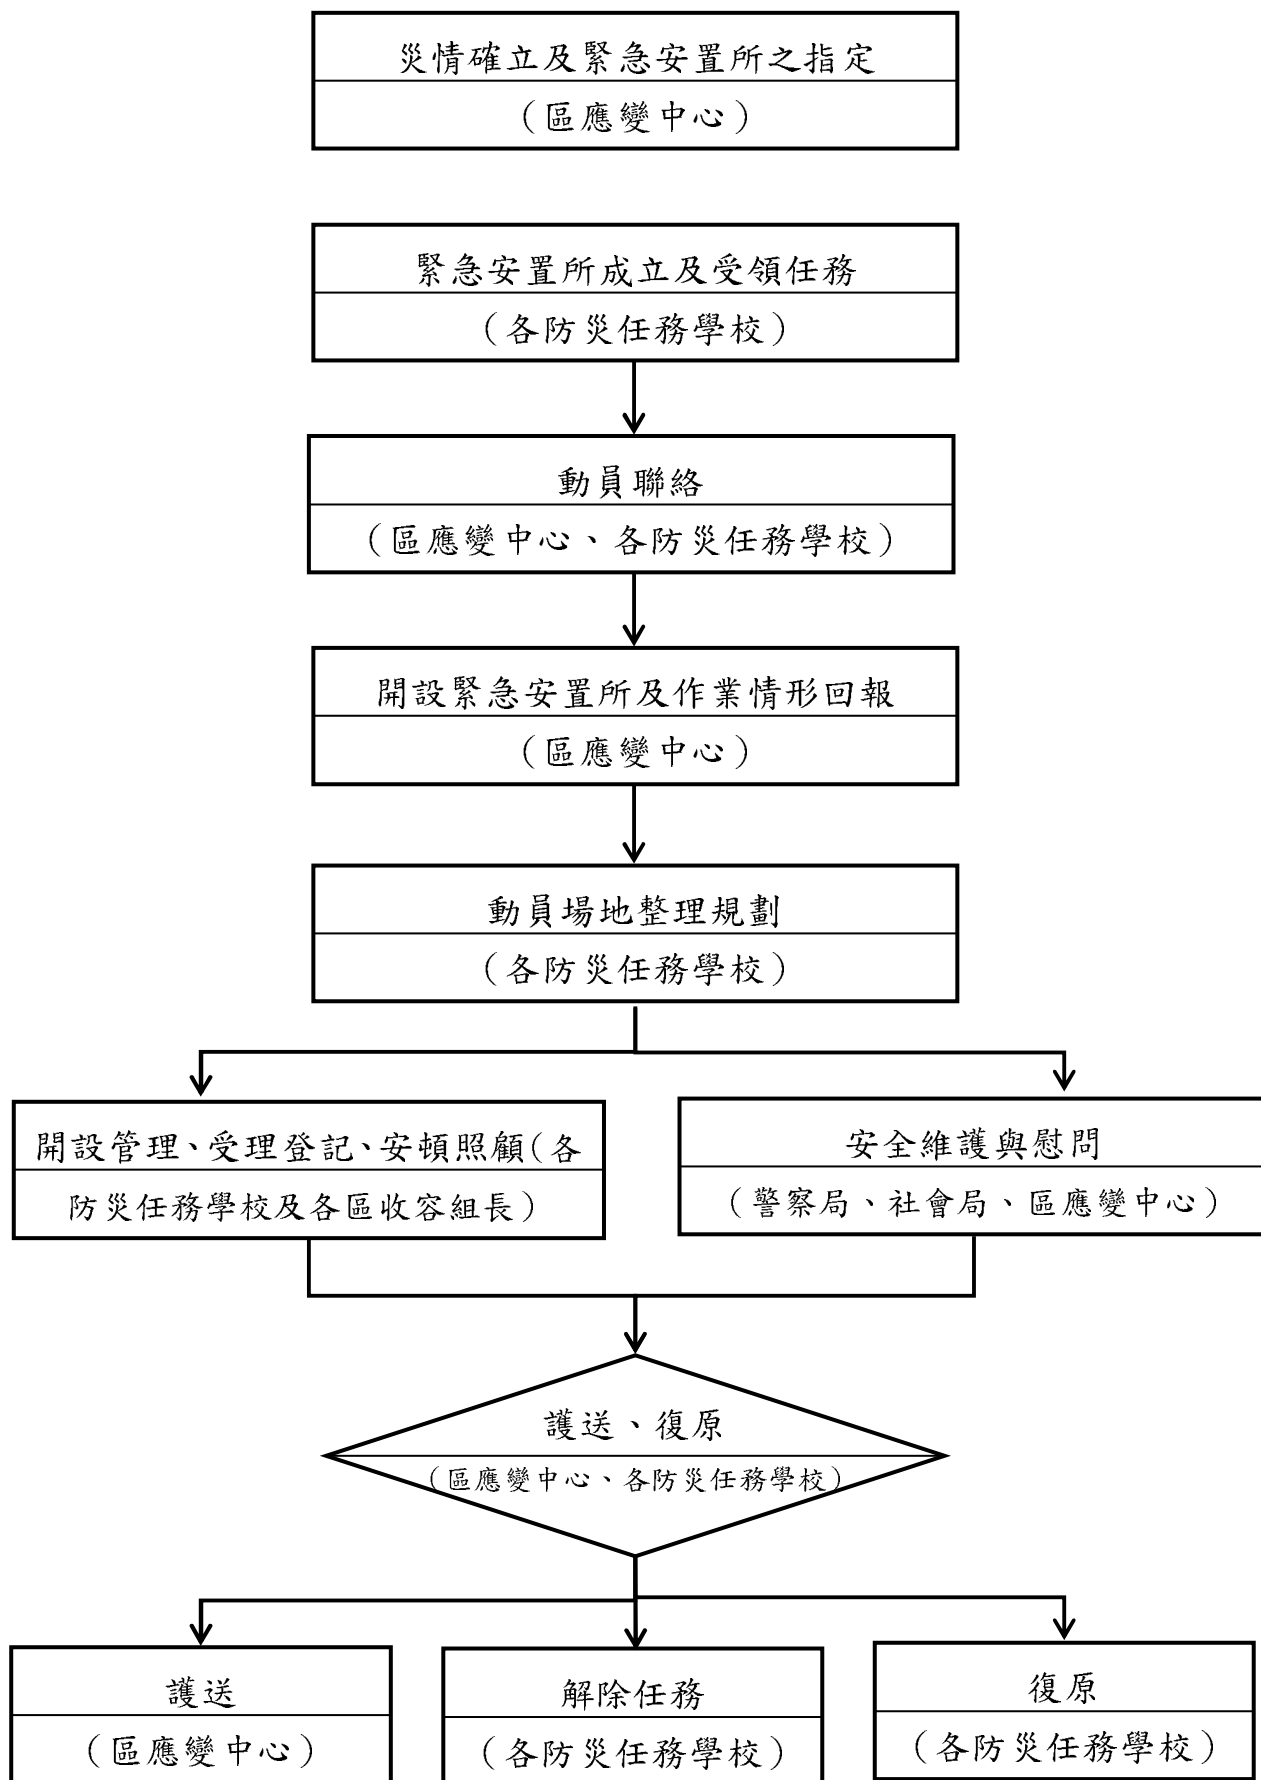 災情確立及緊急安置所之指定
（區應變中心）
緊急安置所成立及受領任務
（各防災任務學校）
動員聯絡
（區應變中心、各防災任務學校）
開設緊急安置所及作業情形回報
（區應變中心）
動員場地整理規劃
（各防災任務學校）
開設管理、受理登記、安頓照顧(各
防災任務學校及各區收容組長）
安全維護與慰問
（警察局、社會局、區應變中心）
護送、復原
（區應變中心、各防災任務學校）
護送
（區應變中心）
解除任務
（各防災任務學校）
復原
（各防災任務學校）